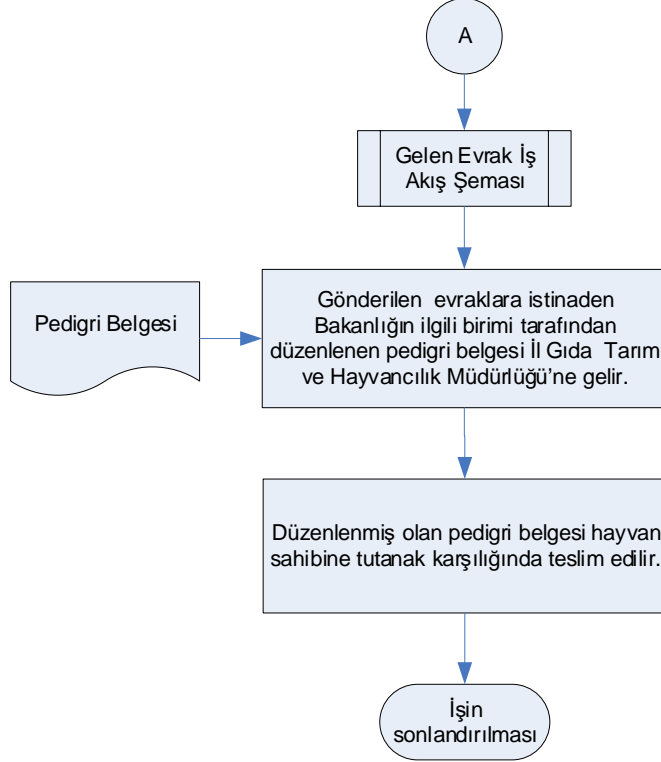 A
Gelen Evrak İş
Akış Şeması
Pedigri Belgesi
Gönderilen evraklara istinaden
Bakanlığın ilgili birimi tarafından
düzenlenen pedigri belgesi İl Gıda Tarım
ve Hayvancılık Müdürlüğü’ne gelir.
Düzenlenmiş olan pedigri belgesi hayvan
sahibine tutanak karşılığında teslim edilir.
İşin
sonlandırılması